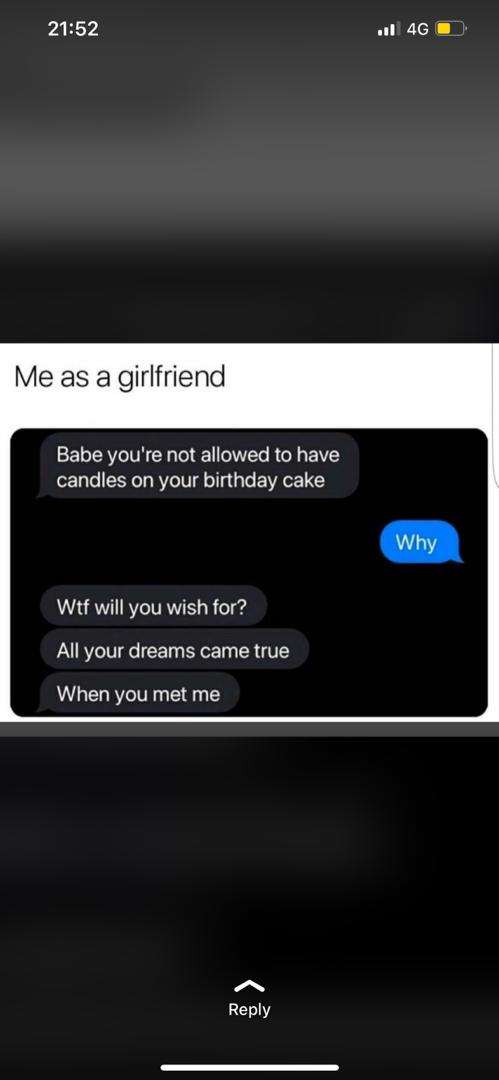 21:52
4G
Me as a girlfriend
Babe you're not allowed to have
candles on your birthday cake
Why
Wtf will you wish for?
All your dreams came true
When you met me
Reply